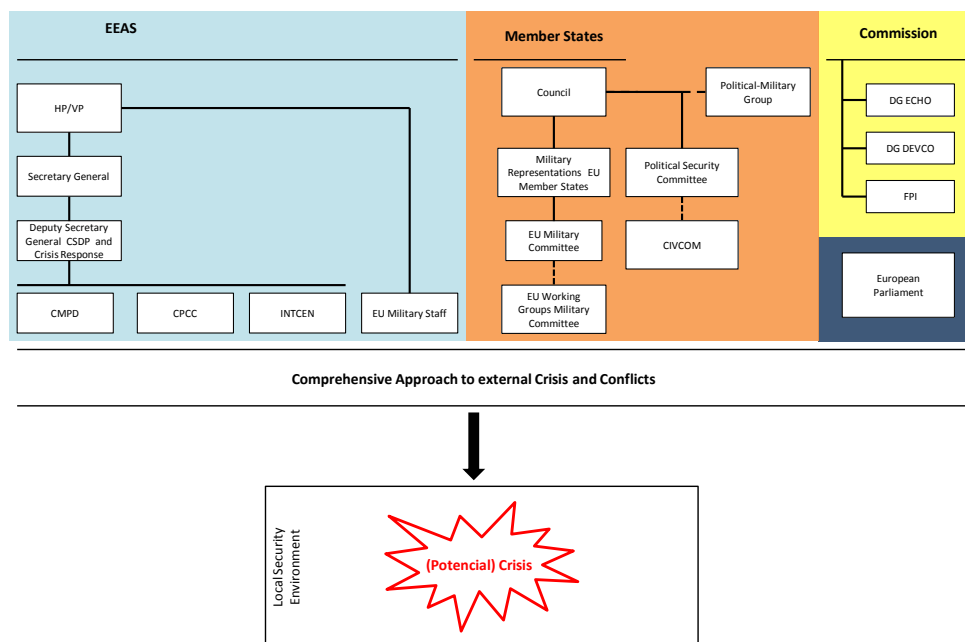 EEAS
HP/VP
Secretary General
Deputy Secretary
General CSDP and
Crisis Response
CMPD
CPCC
INTCEN
EU Military Staff
Member States
Council
Political-Military
Group
Military
Representations EU
Member States
Political Security
Committee
EU Military
Committee
CIVCOM
EU Working
Groups Military
Committee
Commission
DG ECHO
DG DEVCO
FPI
European
Parliament
Comprehensive Approach to external Crisis and Conflicts
Local Security
Environment
(Potencial) Crisis